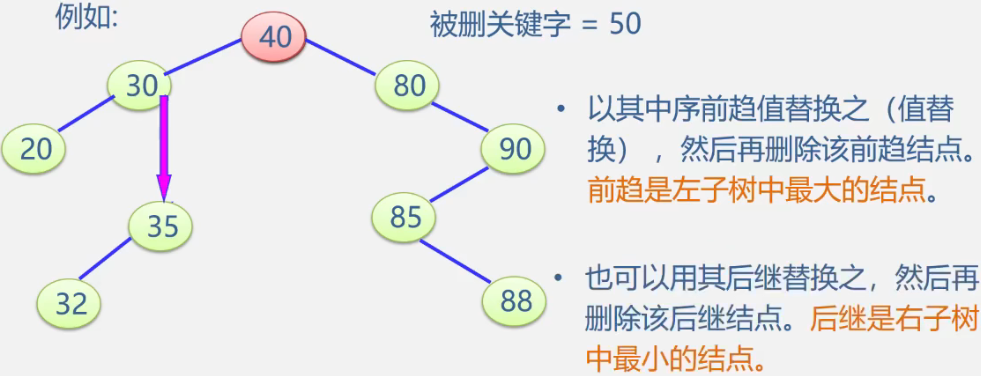 例如:
被删关键字 = 50
40
30
80
20
90
35
85
32
88
• 以其中序前趋值替换之（值替
换），然后再删除该前趋结点。
前趋是左子树中最大的结点。
• 也可以用其后继替换之，然后再
删除该后继结点。后继是右子树
中最小的结点。